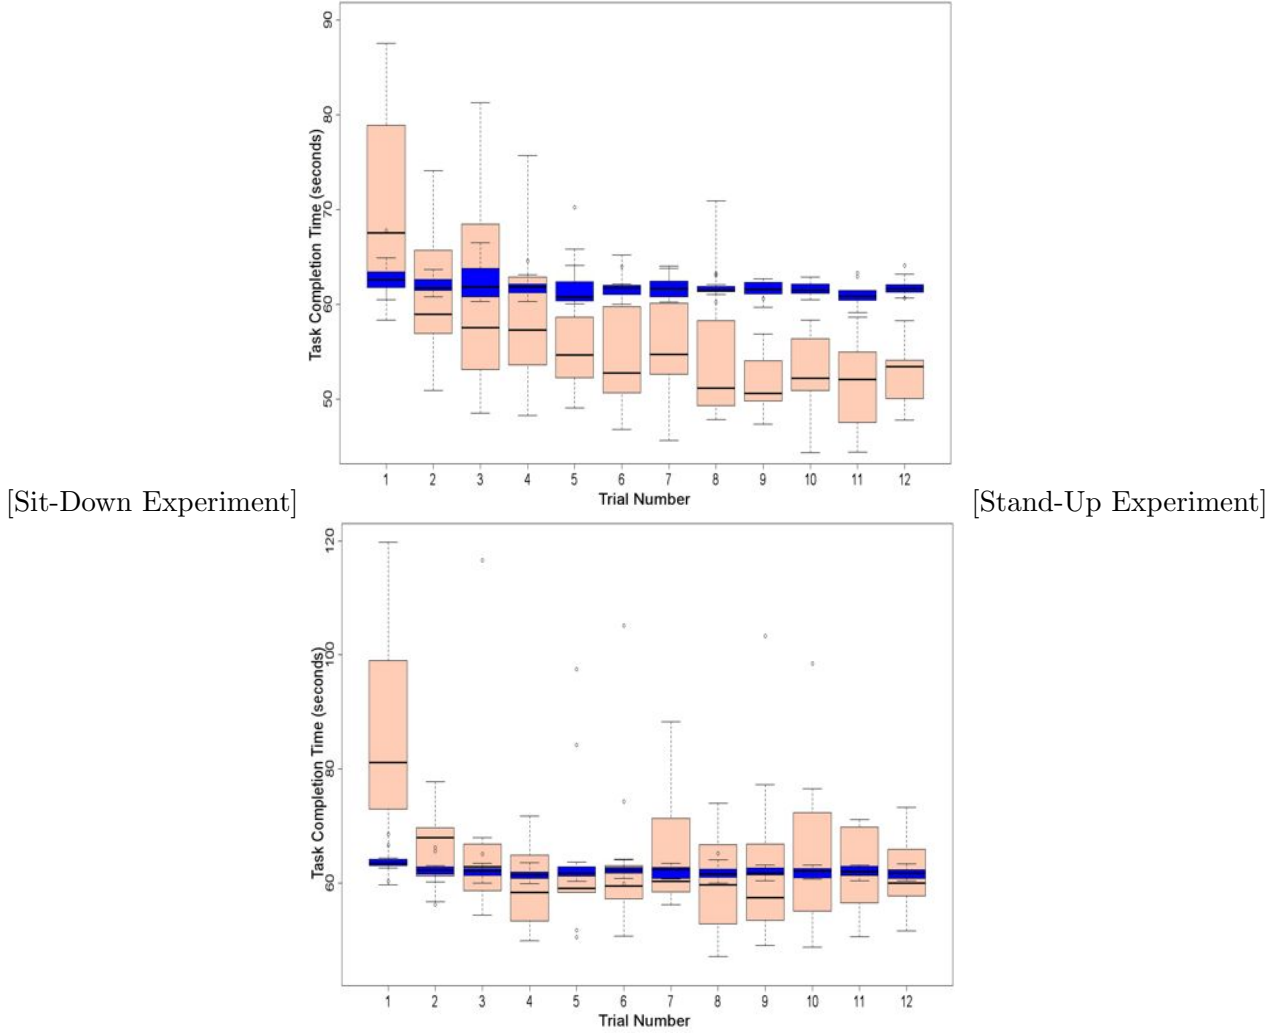 90
80
70
60
50
Task Completion Time (seconds)
1 2 3 4 5 6 7 8 9 10 11 12
Trial Number
[Sit-Down Experiment]
[Stand-Up Experiment]
120
100
80
60
Task Completion Time (seconds)
1 2 3 4 5 6 7 8 9 10 11 12
Trial Number